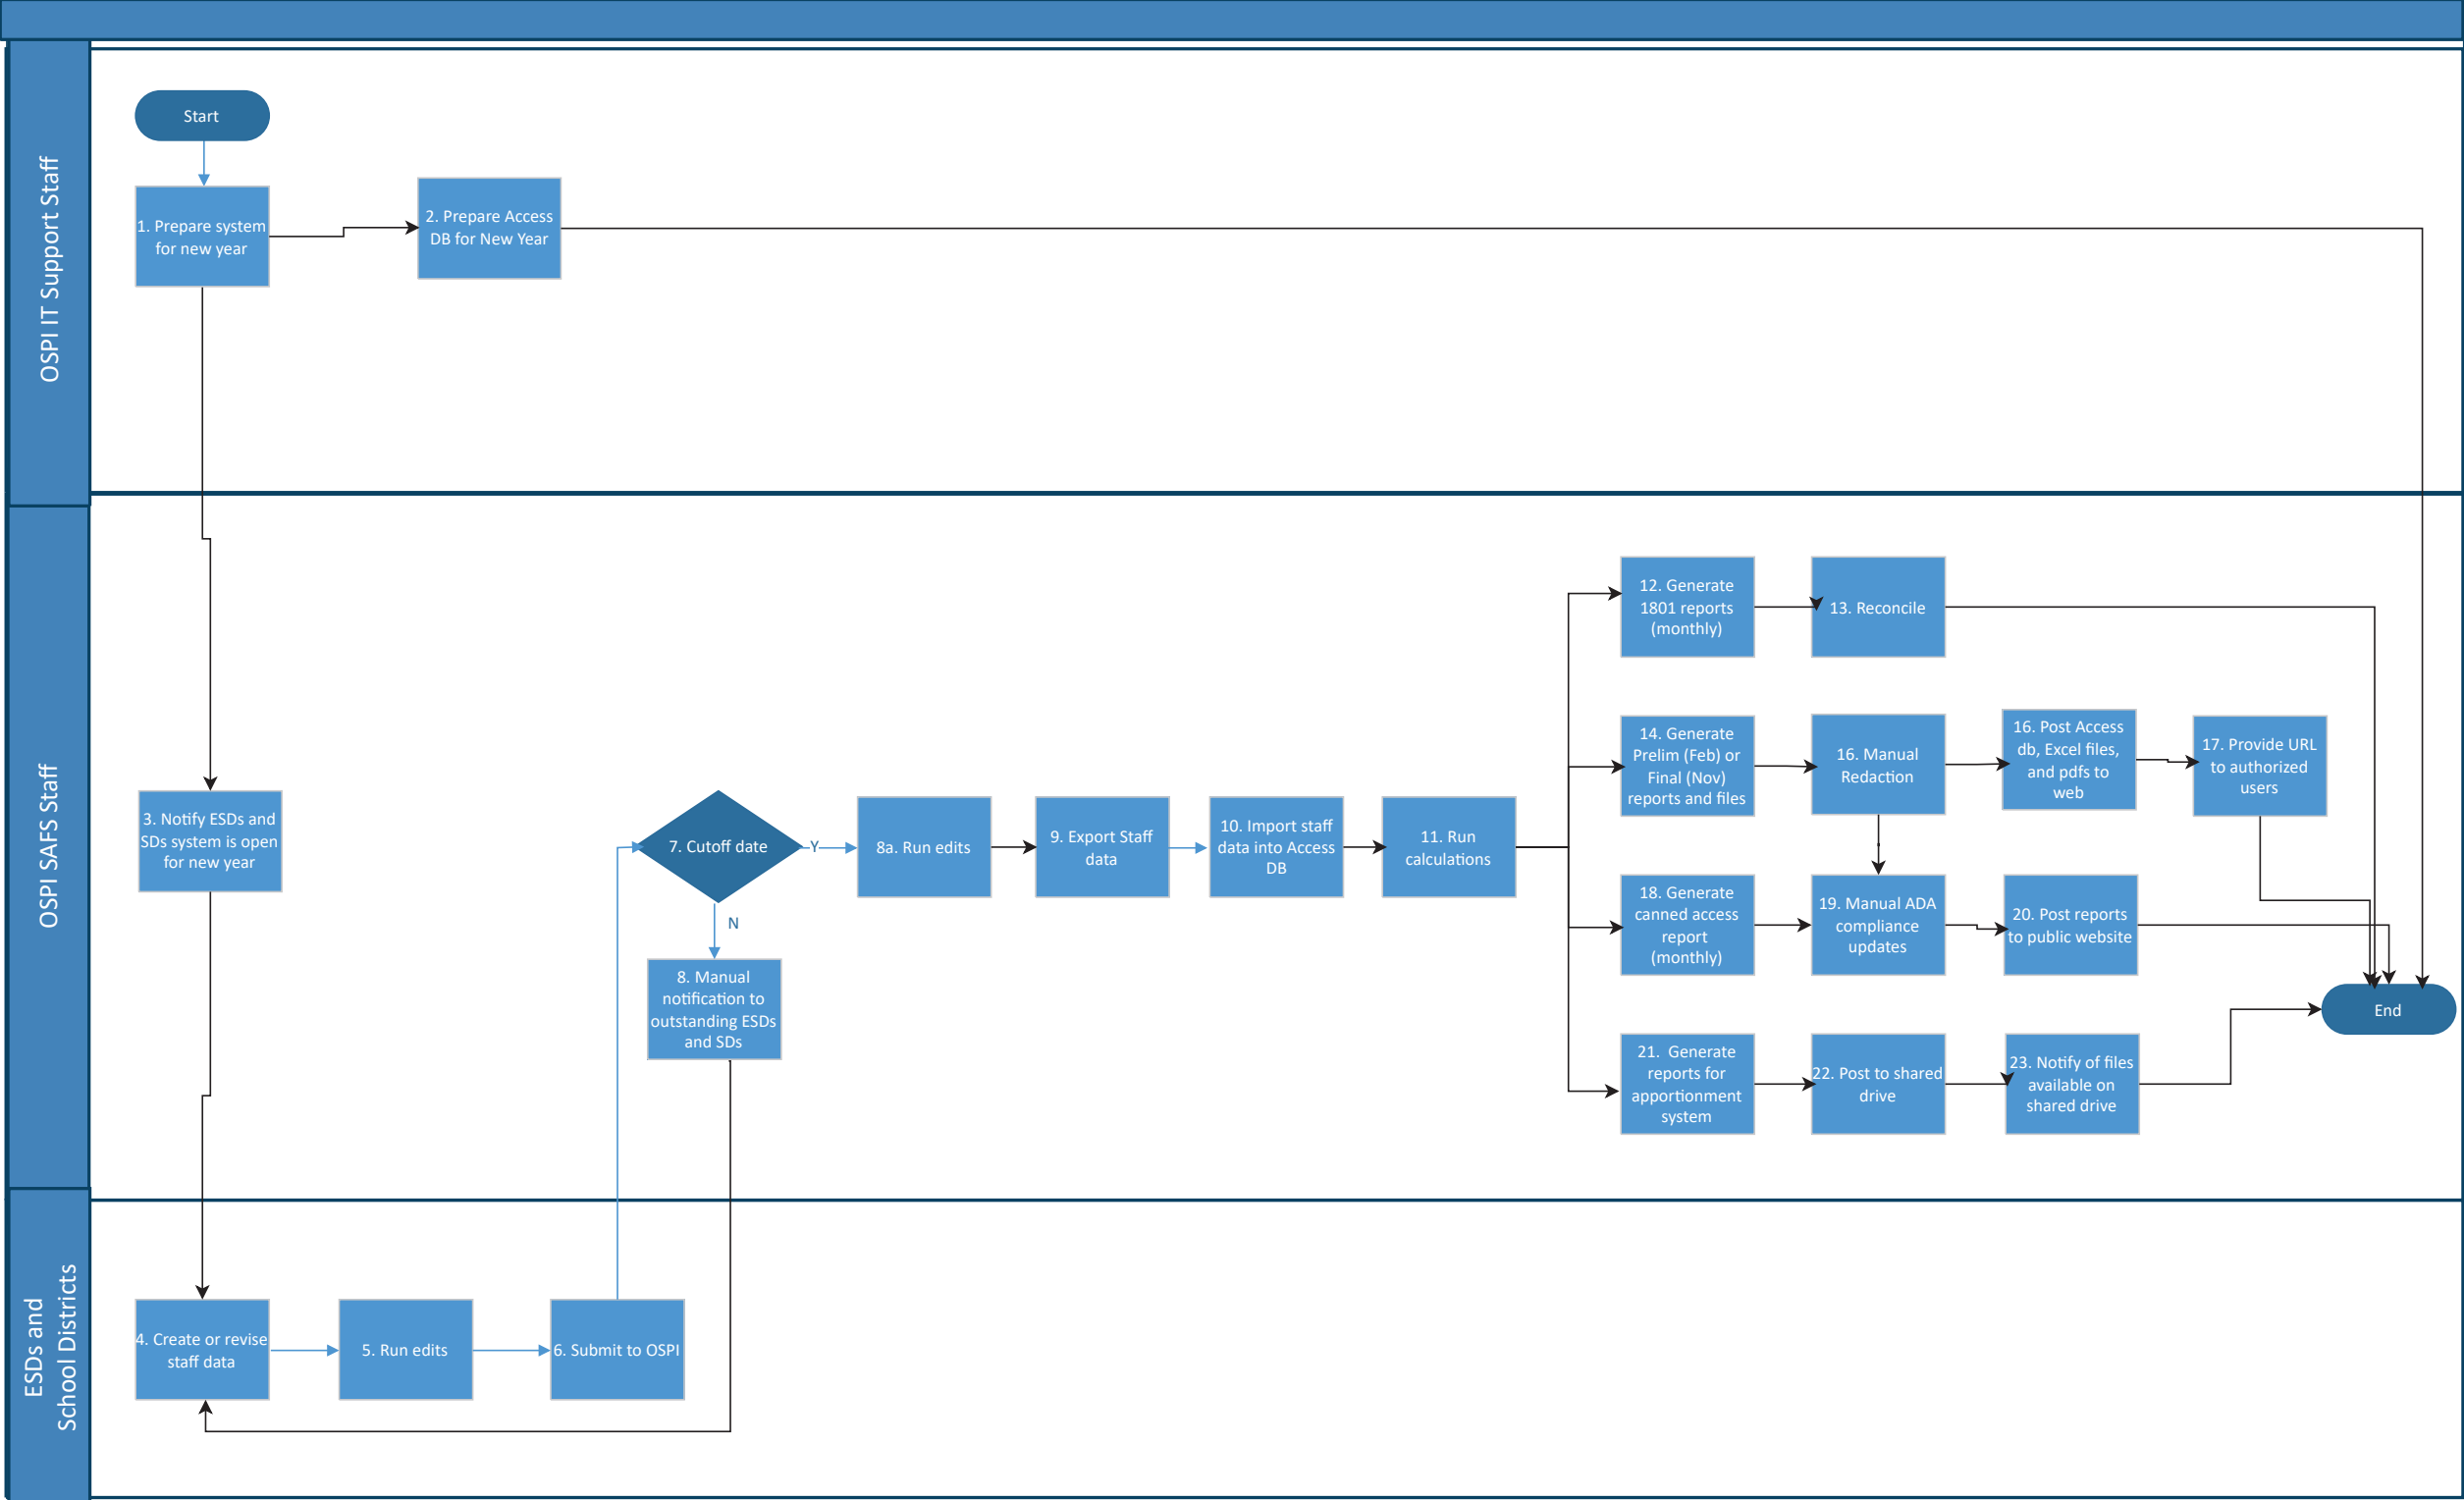 OSPI IT Support Staff
Start
1. Prepare system
for new year
2. Prepare Access
DB for New Year
OSPI SAFS Staff
3. Notify ESDs and
SDs system is open
for new year
7. Cutoff date
Y
N
8. Manual
notification to
outstanding ESDs
and SDs
8a. Run edits
9. Export Staff
data
10. Import staff
data into Access
DB
11. Run
calculations
12. Generate
1801 reports
(monthly)
13. Reconcile
14. Generate
Prelim (Feb) or
Final (Nov)
reports and files
16. Manual
Redaction
16. Post Access
db, Excel files,
and pdfs to
web
17. Provide URL
to authorized
users
18. Generate
canned access
report
(monthly)
19. Manual ADA
compliance
updates
20. Post reports
to public website
21. Generate
reports for
apportionment
system
22. Post to shared
drive
23. Notify of files
available on
shared drive
End
ESDs and
School Districts
4. Create or revise
staff data
5. Run edits
6. Submit to OSPI